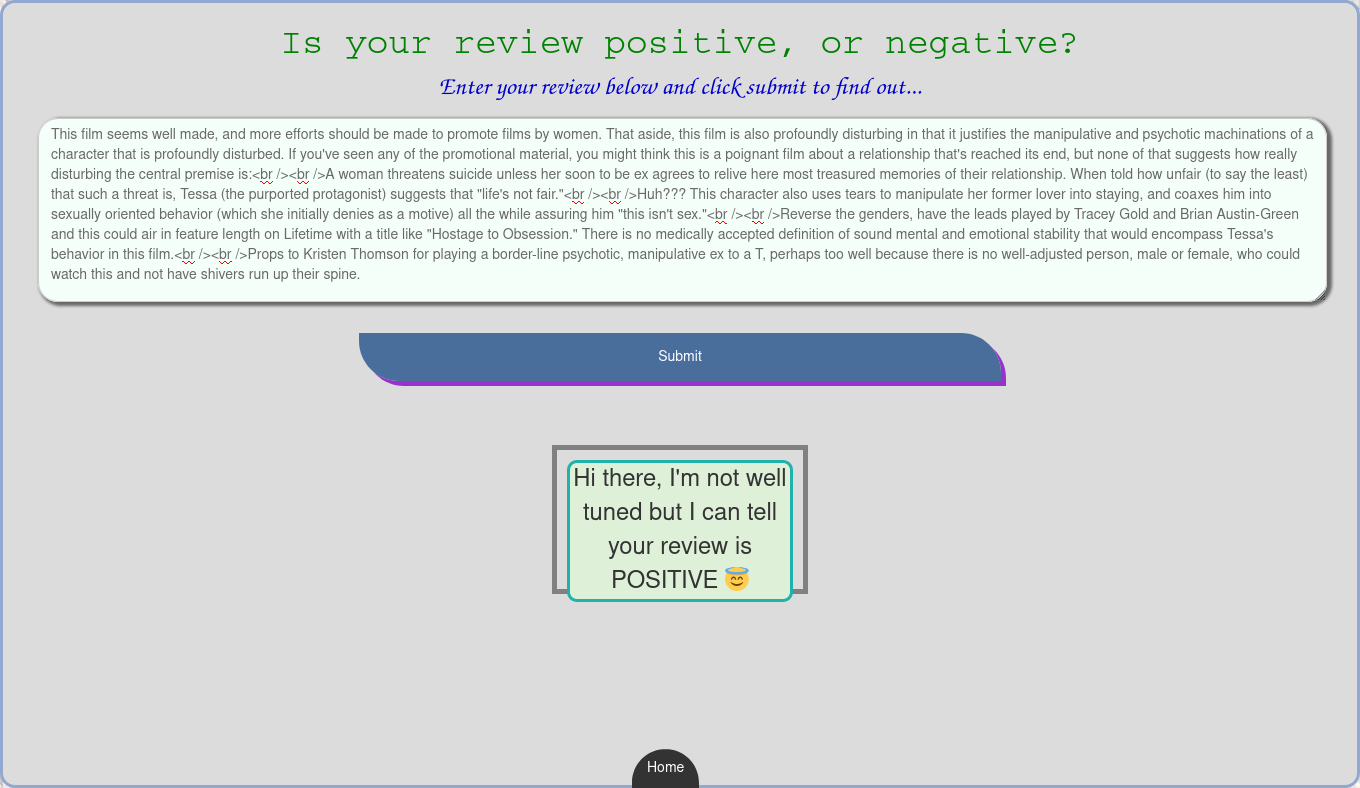 Is your review positive, or negative?
Enter your review below and click submit to find out...
This film seems well made, and more efforts should be made to promote films by women. That aside, this film is also profoundly disturbing in that it justifies the manipulative and psychotic machinations of a
character that is profoundly disturbed. If you've seen any of the promotional material, you might think this is a poignant film about a relationship that's reached its end, but none of that suggests how really
disturbing the central premise is:<br /><br />A woman threatens suicide unless her soon to be ex agrees to relive here most treasured memories of their relationship. When told how unfair (to say the least)
that such a threat is, Tessa (the purported protagonist) suggests that "life's not fair."<br /><br />Huh??? This character also uses tears to manipulate her former lover into staying, and coaxes him into
sexually oriented behavior (which she initially denies as a motive) all the while assuring him "this isn't sex."<br /><br />Reverse the genders, have the leads played by Tracey Gold and Brian Austin-Green
and this could air in feature length on Lifetime with a title like "Hostage to Obsession." There is no medically accepted definition of sound mental and emotional stability that would encompass Tessa's
behavior in this film.<br /><br />Props to Kristen Thomson for playing a border-line psychotic, manipulative ex to a T, perhaps too well because there is no well-adjusted person, male or female, who could
watch this and not have shivers run up their spine.
Submit
Hi there, I'm not well
tuned but I can tell
your review is
POSITIVE 😇
Home